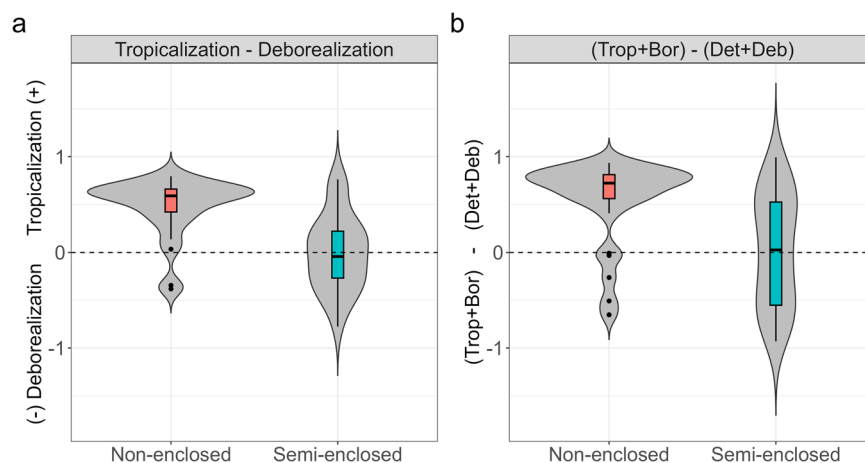 a
Tropicalization - Deborealization
(-) Deborealization Tropicalization (+)
1
0
-1
Non-enclosed Semi-enclosed
b
(Trop+Bor) - (Det+Deb)
(Trop+Bor) - (Det+Deb)
1
0
-1
Non-enclosed Semi-enclosed